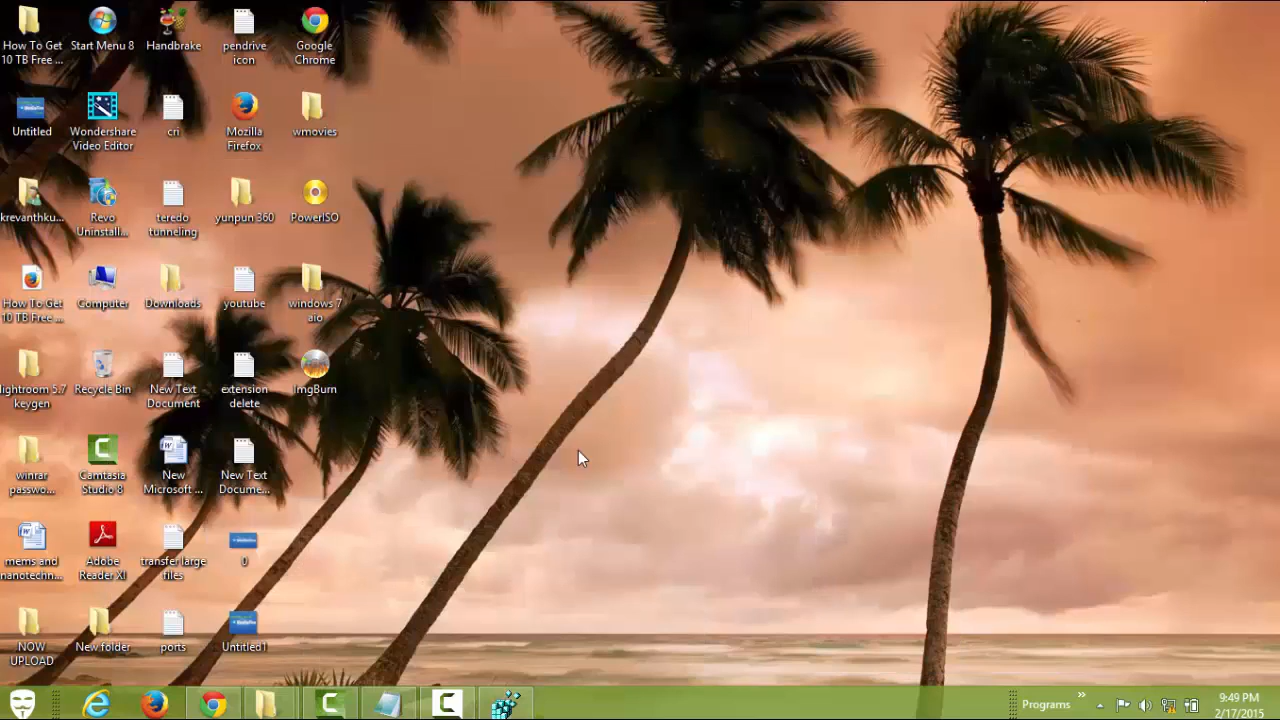 How To Get
10 TB Free ...
Start Menu 8
Handbrake
pendrive
icon
Google
Chrome
Untitled
Wondershare
Video Editor
cri
Mozilla
Firefox
wmovies
krevanthku...
Revo
Uninstall...
teredo
tunneling
yunpun 360
PowerISO
How To Get
10 TB Free ...
Computer
Downloads
youtube
windows 7
aio
lightroom 5.7
keygen
Recycle Bin
New Text
Document
extension
delete
ImgBurn
winrar
passwo...
Camtasia
Studio 8
New
Microsoft ...
New Text
Docume...
mems and
nanotechn...
Adobe
Reader XI
transfer large
files
0
NOW
UPLOAD
New folder
ports
Untitled1
Programs
9:49 PM
2/17/2015